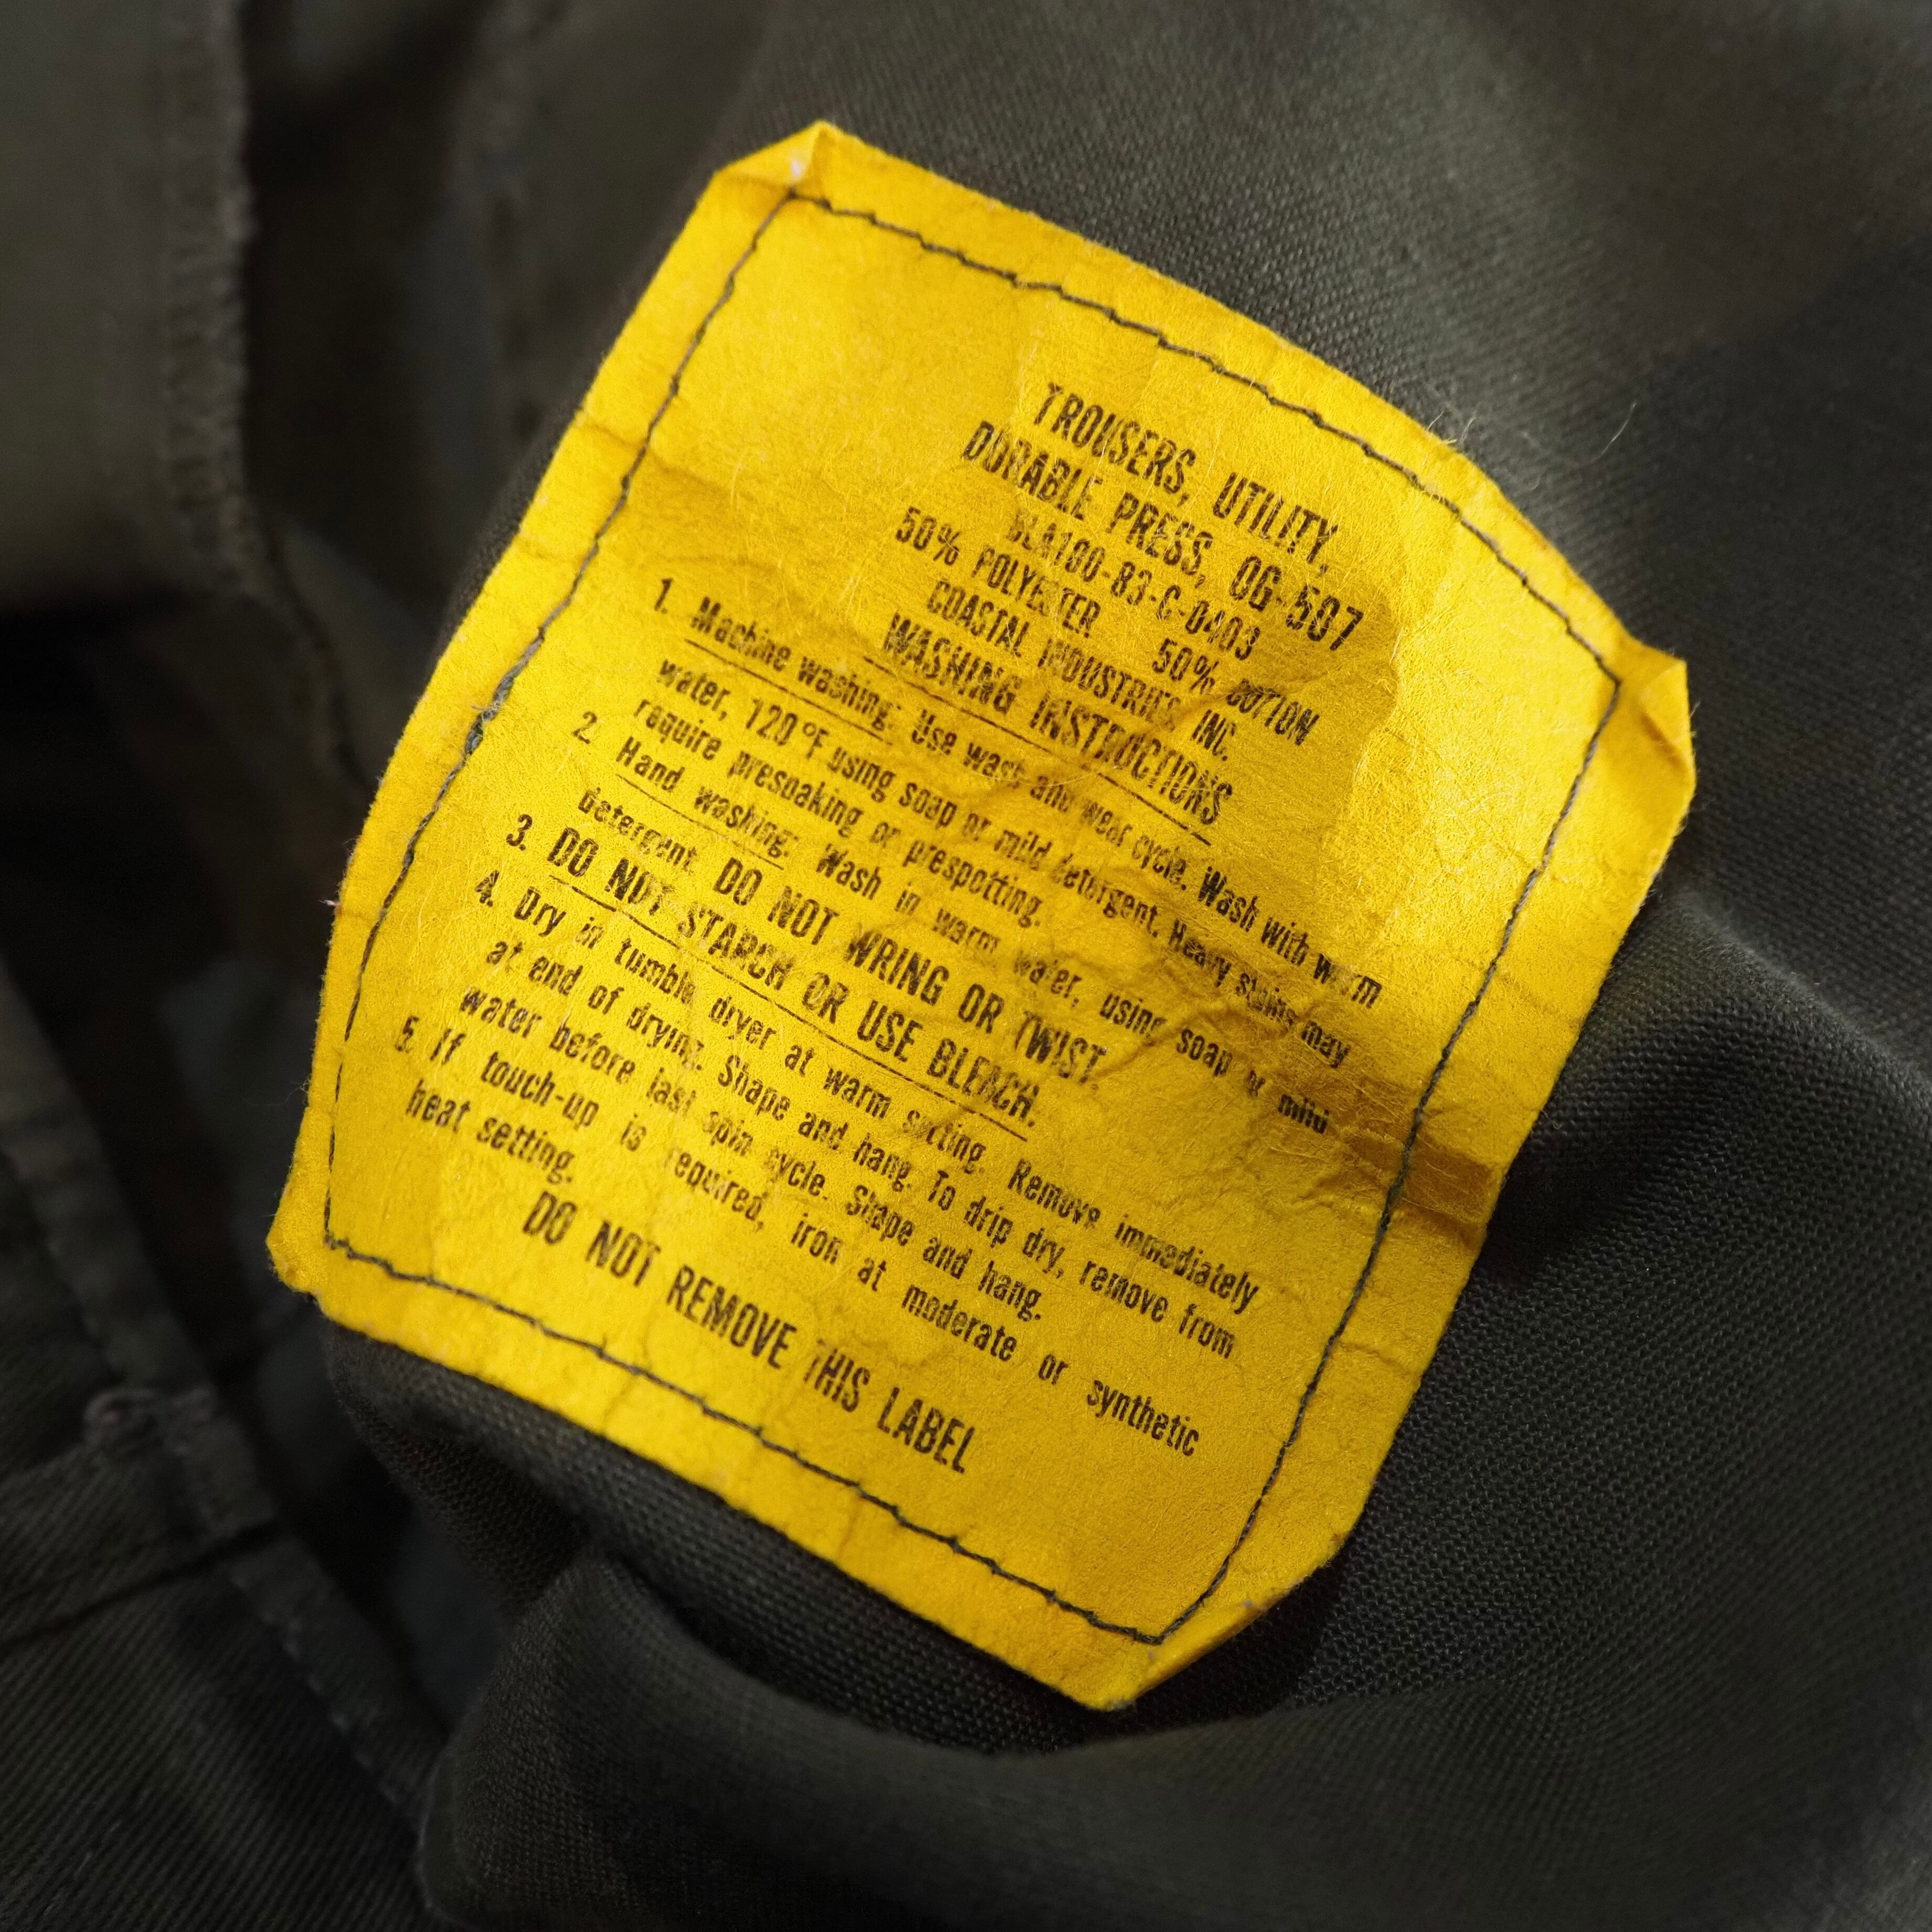 TROUSERS, UTILITY,
DURABLE PRESS, OG-507
DLA100-83-C-0403
50% POLYESTER 50% COTTON
COASTAL INDUSTRIES INC.
WASHING INSTRUCTIONS
1. Machine washing: Use wash and wear cycle. Wash with warm
water, 120°F using soap or mild detergent. Heavy stains may
require presoaking or prespotting.
2. Hand washing: Wash in warm water, using soap or mild
detergent. DO NOT WRING OR TWIST.
3. DO NOT STARCH OR USE BLEACH.
4. Dry in tumble dryer at warm setting. Remove immediately
at end of drying. Shape and hang. To drip dry, remove from
water before last spin cycle. Shape and hang.
5. If touch-up is required, iron at moderate or synthetic
heat setting.
DO NOT REMOVE THIS LABEL